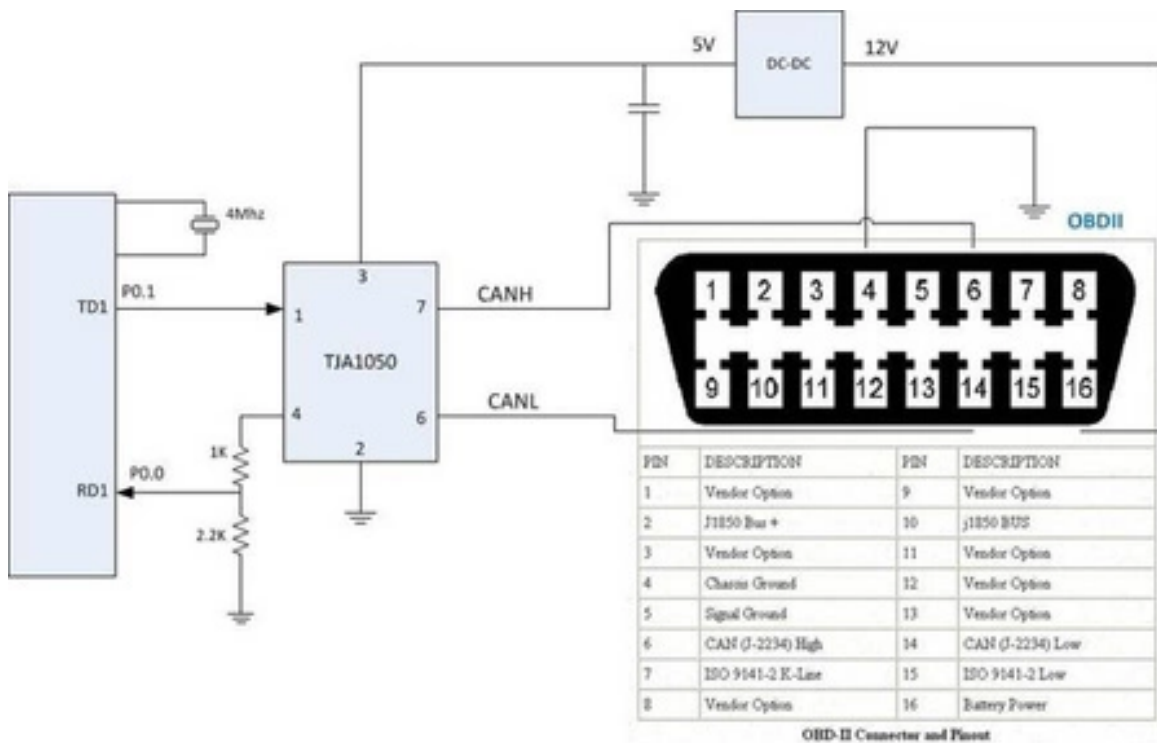 5V
12V
DC-DC
4Mhz
OBDII
TD1
P0.1
1
3
7
CANH
TJA1050
4
6
CANL
2
1K
RD1
P0.0
2.2K
1 2 3 4 5 6 7 8
9 10 11 12 13 14 15 16
PIN DESCRIPTION PIN DESCRIPTION
1 Vendor Option 9 Vendor Option
2 J1850 Bus + 10 j1850 BUS
3 Vendor Option 11 Vendor Option
4 Chassis Ground 12 Vendor Option
5 Signal Ground 13 Vendor Option
6 CAN (J-2234) High 14 CAN (J-2234) Low
7 ISO 9141-2 K-Line 15 ISO 9141-2 Low
8 Vendor Option 16 Battery Power
OBD-II Connector and Pinout